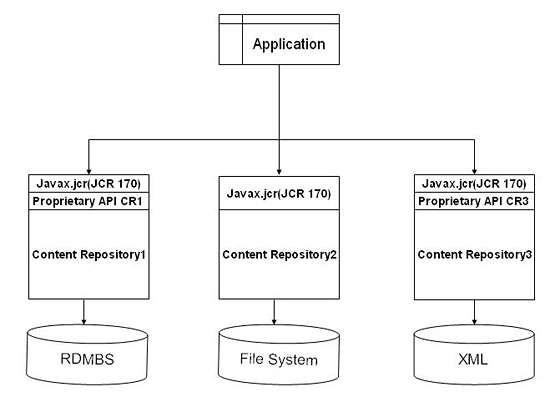 Application
Javax.jcr(JCR 170)
Proprietary API CR1
Content Repository1
RDMBS
Javax.jcr(JCR 170)
Content Repository2
File System
Javax.jcr(JCR 170)
Proprietary API CR3
Content Repository3
XML